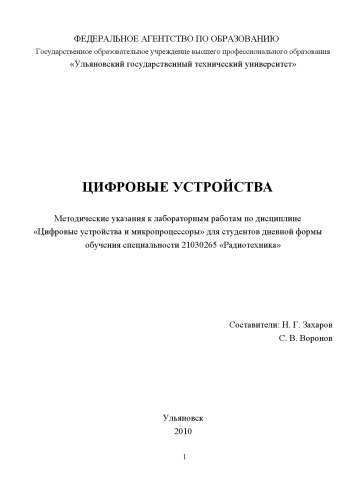 ФЕДЕРАЛЬНОЕ АГЕНТСТВО ПО ОБРАЗОВАНИЮ
Государственное образовательное учреждение высшего профессионального образования
«Ульяновский государственный технический университет»
ЦИФРОВЫЕ УСТРОЙСТВА
Методические указания к лабораторным работам по дисциплине
«Цифровые устройства и микропроцессоры» для студентов дневной формы
обучения специальности 21030265 «Радиотехника»
Составители: Н. Г. Захаров
С. В. Воронов
Ульяновск
2010
1